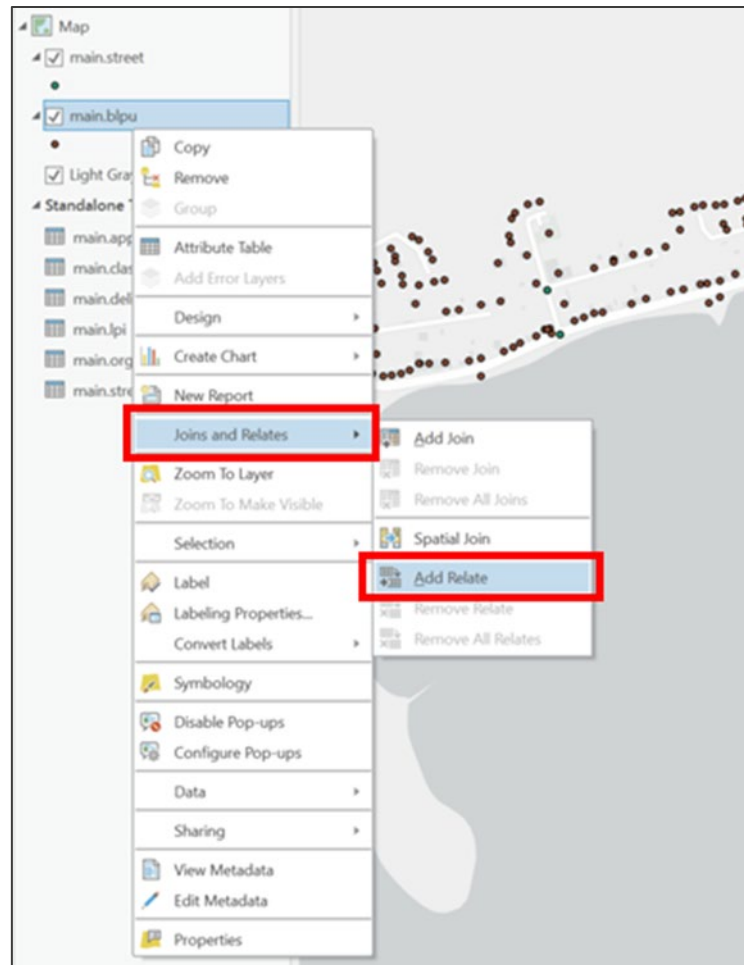 Map
main.street
main.blpu
Light Gra
Standalone T
main.app
main.clas
main.deli
main.lpi
main.org
main.stre
Copy
Remove
Group
Attribute Table
Add Error Layers
Design
Create Chart
New Report
Joins and Relates
Zoom To Layer
Zoom To Make Visible
Selection
Label
Labeling Properties...
Convert Labels
Symbology
Disable Pop-ups
Configure Pop-ups
Data
Sharing
View Metadata
Edit Metadata
Properties
Add Join
Remove Join
Remove All Joins
Spatial Join
Add Relate
Remove Relate
Remove All Relates